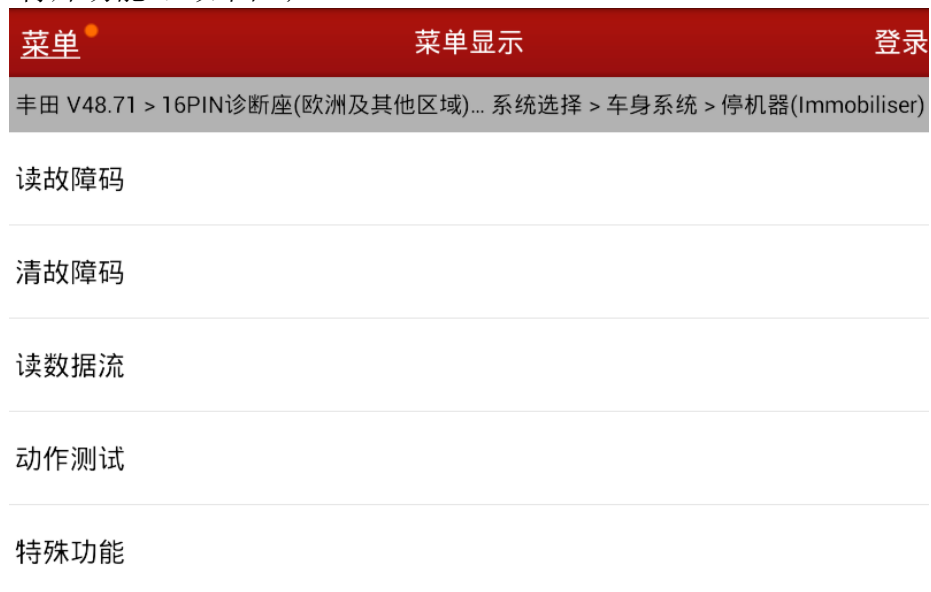 菜单 菜单显示 登录
丰田 V48.71 > 16PIN诊断座(欧洲及其他区域)... 系统选择 > 车身系统 > 停机器(Immobiliser)
读故障码
清故障码
读数据流
动作测试
特殊功能